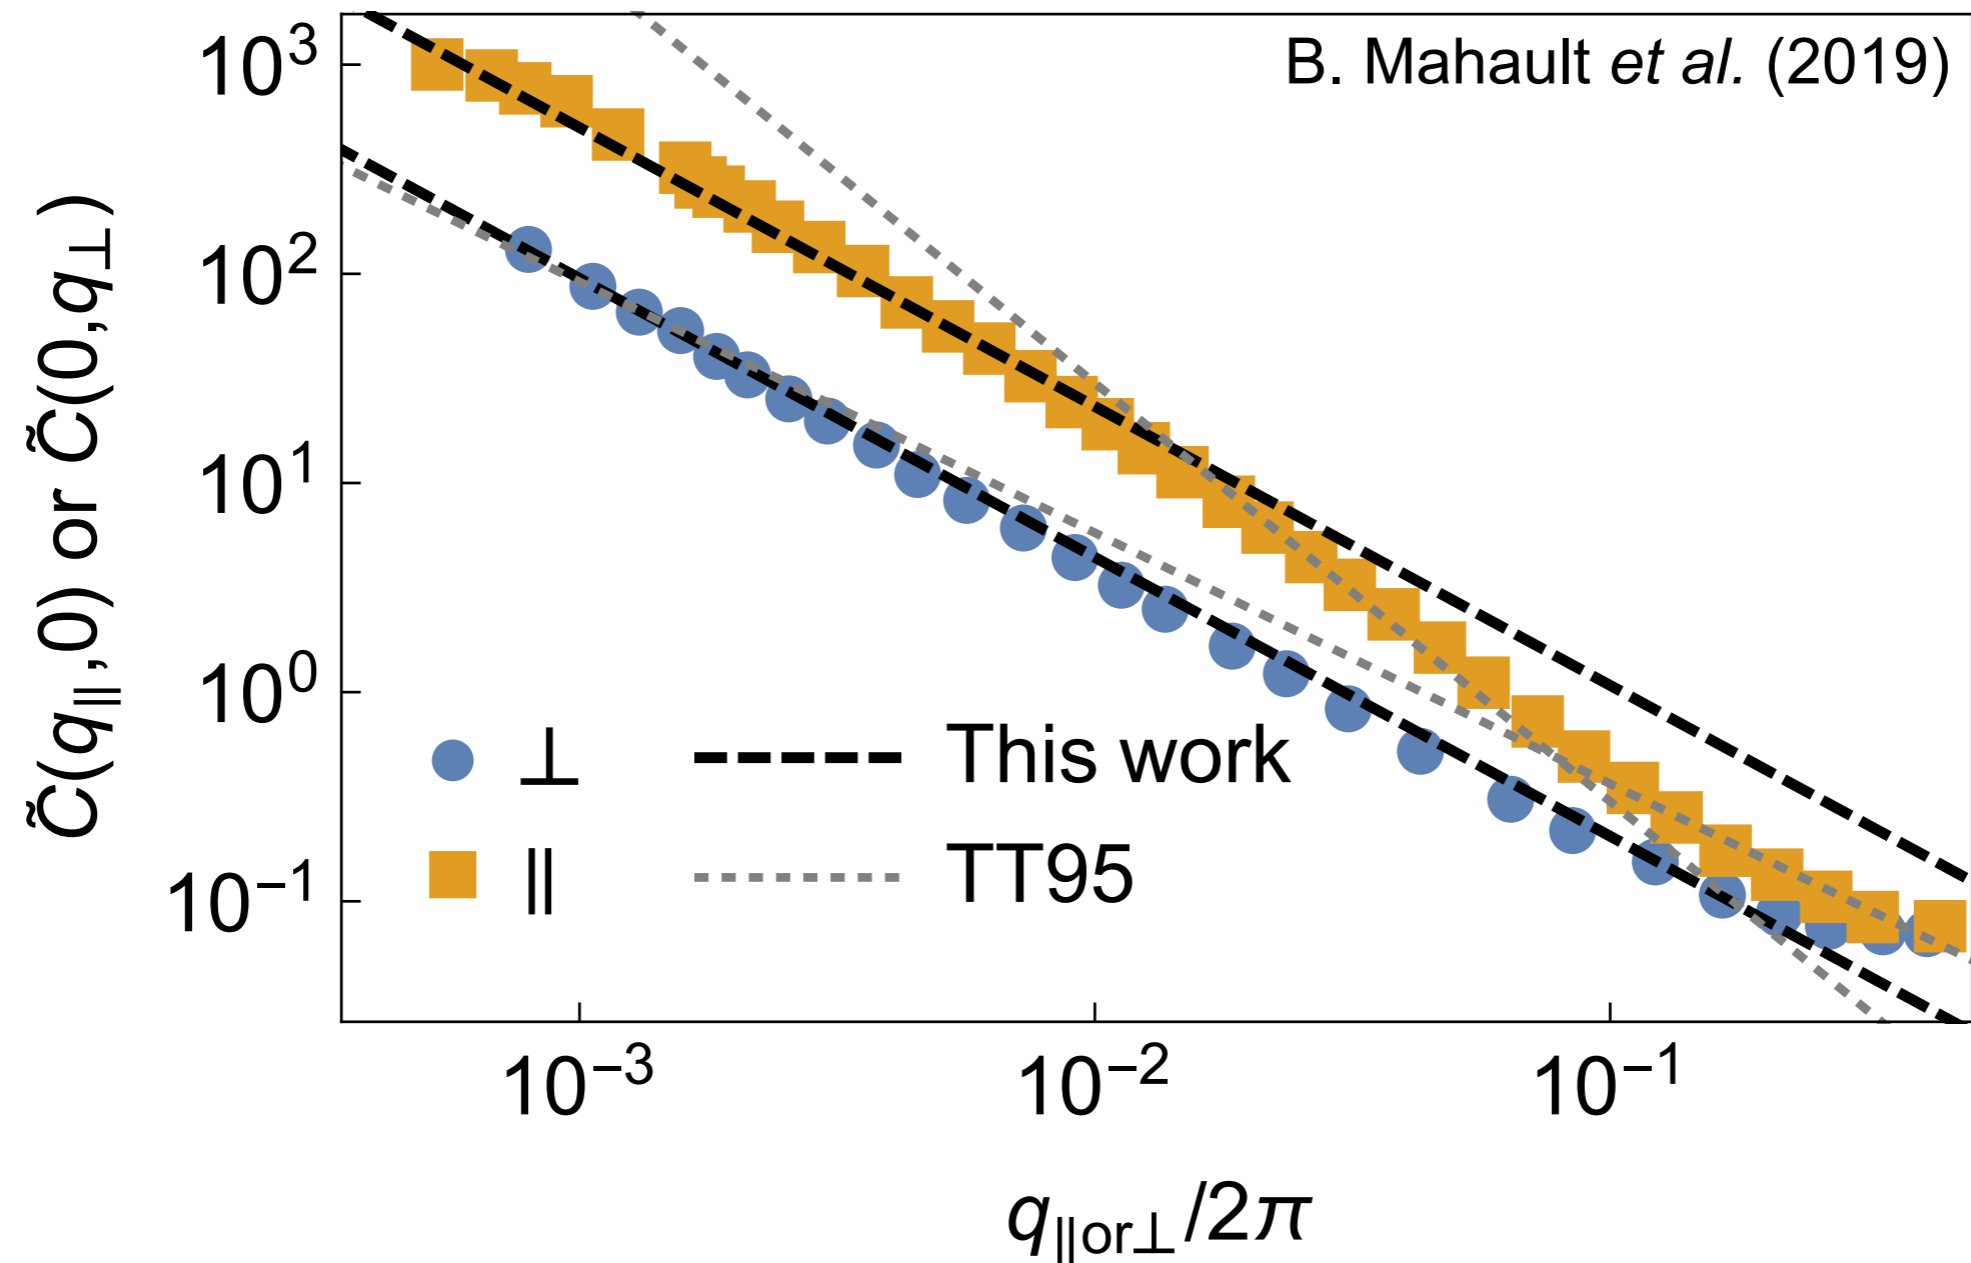 B. Mahault et al. (2019)
10³
10²
10¹
10⁰
10⁻¹
C̃(q∥,0) or C̃(0,q⊥)
⊥ This work
∥ TT95
10⁻³ 10⁻² 10⁻¹
q∥or⊥/2π